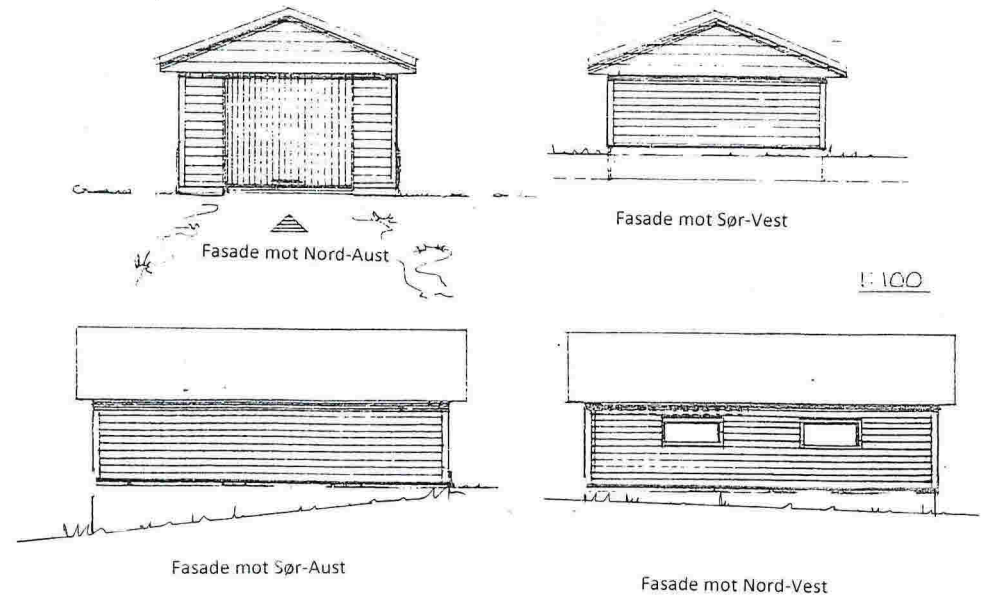 Fasade mot Nord-Aust
Fasade mot Sør-Vest
1:100
Fasade mot Sør-Aust
Fasade mot Nord-Vest